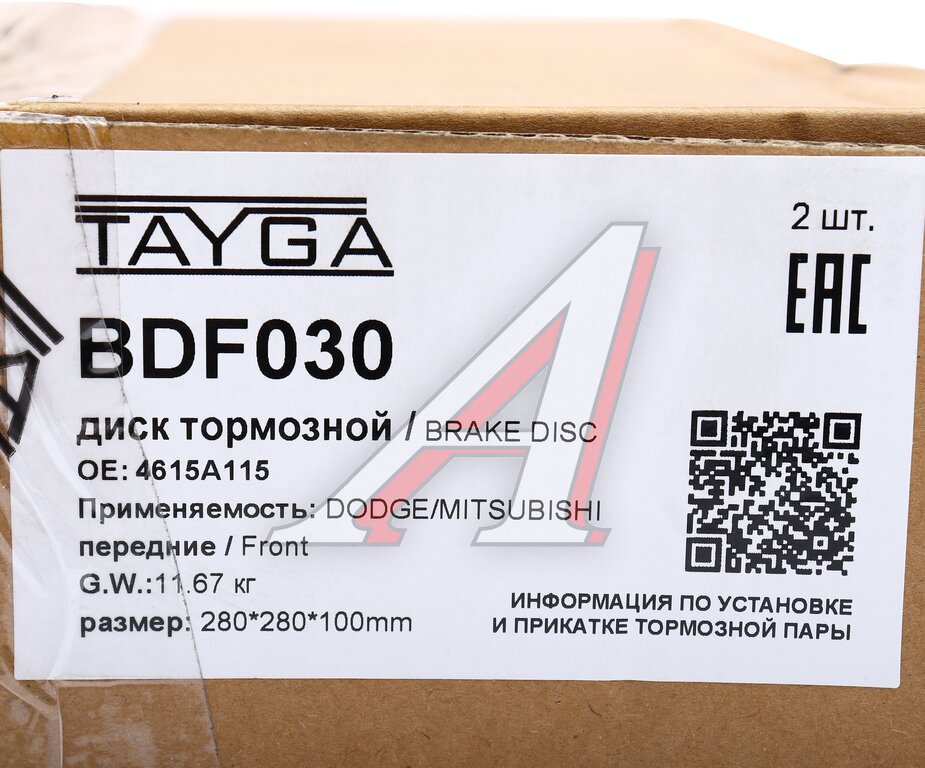 TAYGA
2 шт.
EAC
BDF030
диск тормозной / BRAKE DISC
OE: 4615A115
Применяемость: DODGE/MITSUBISHI
передние / Front
G.W.:11.67 кг
размер: 280*280*100mm
ИНФОРМАЦИЯ ПО УСТАНОВКЕ
И ПРИКАТКЕ ТОРМОЗНОЙ ПАРЫ